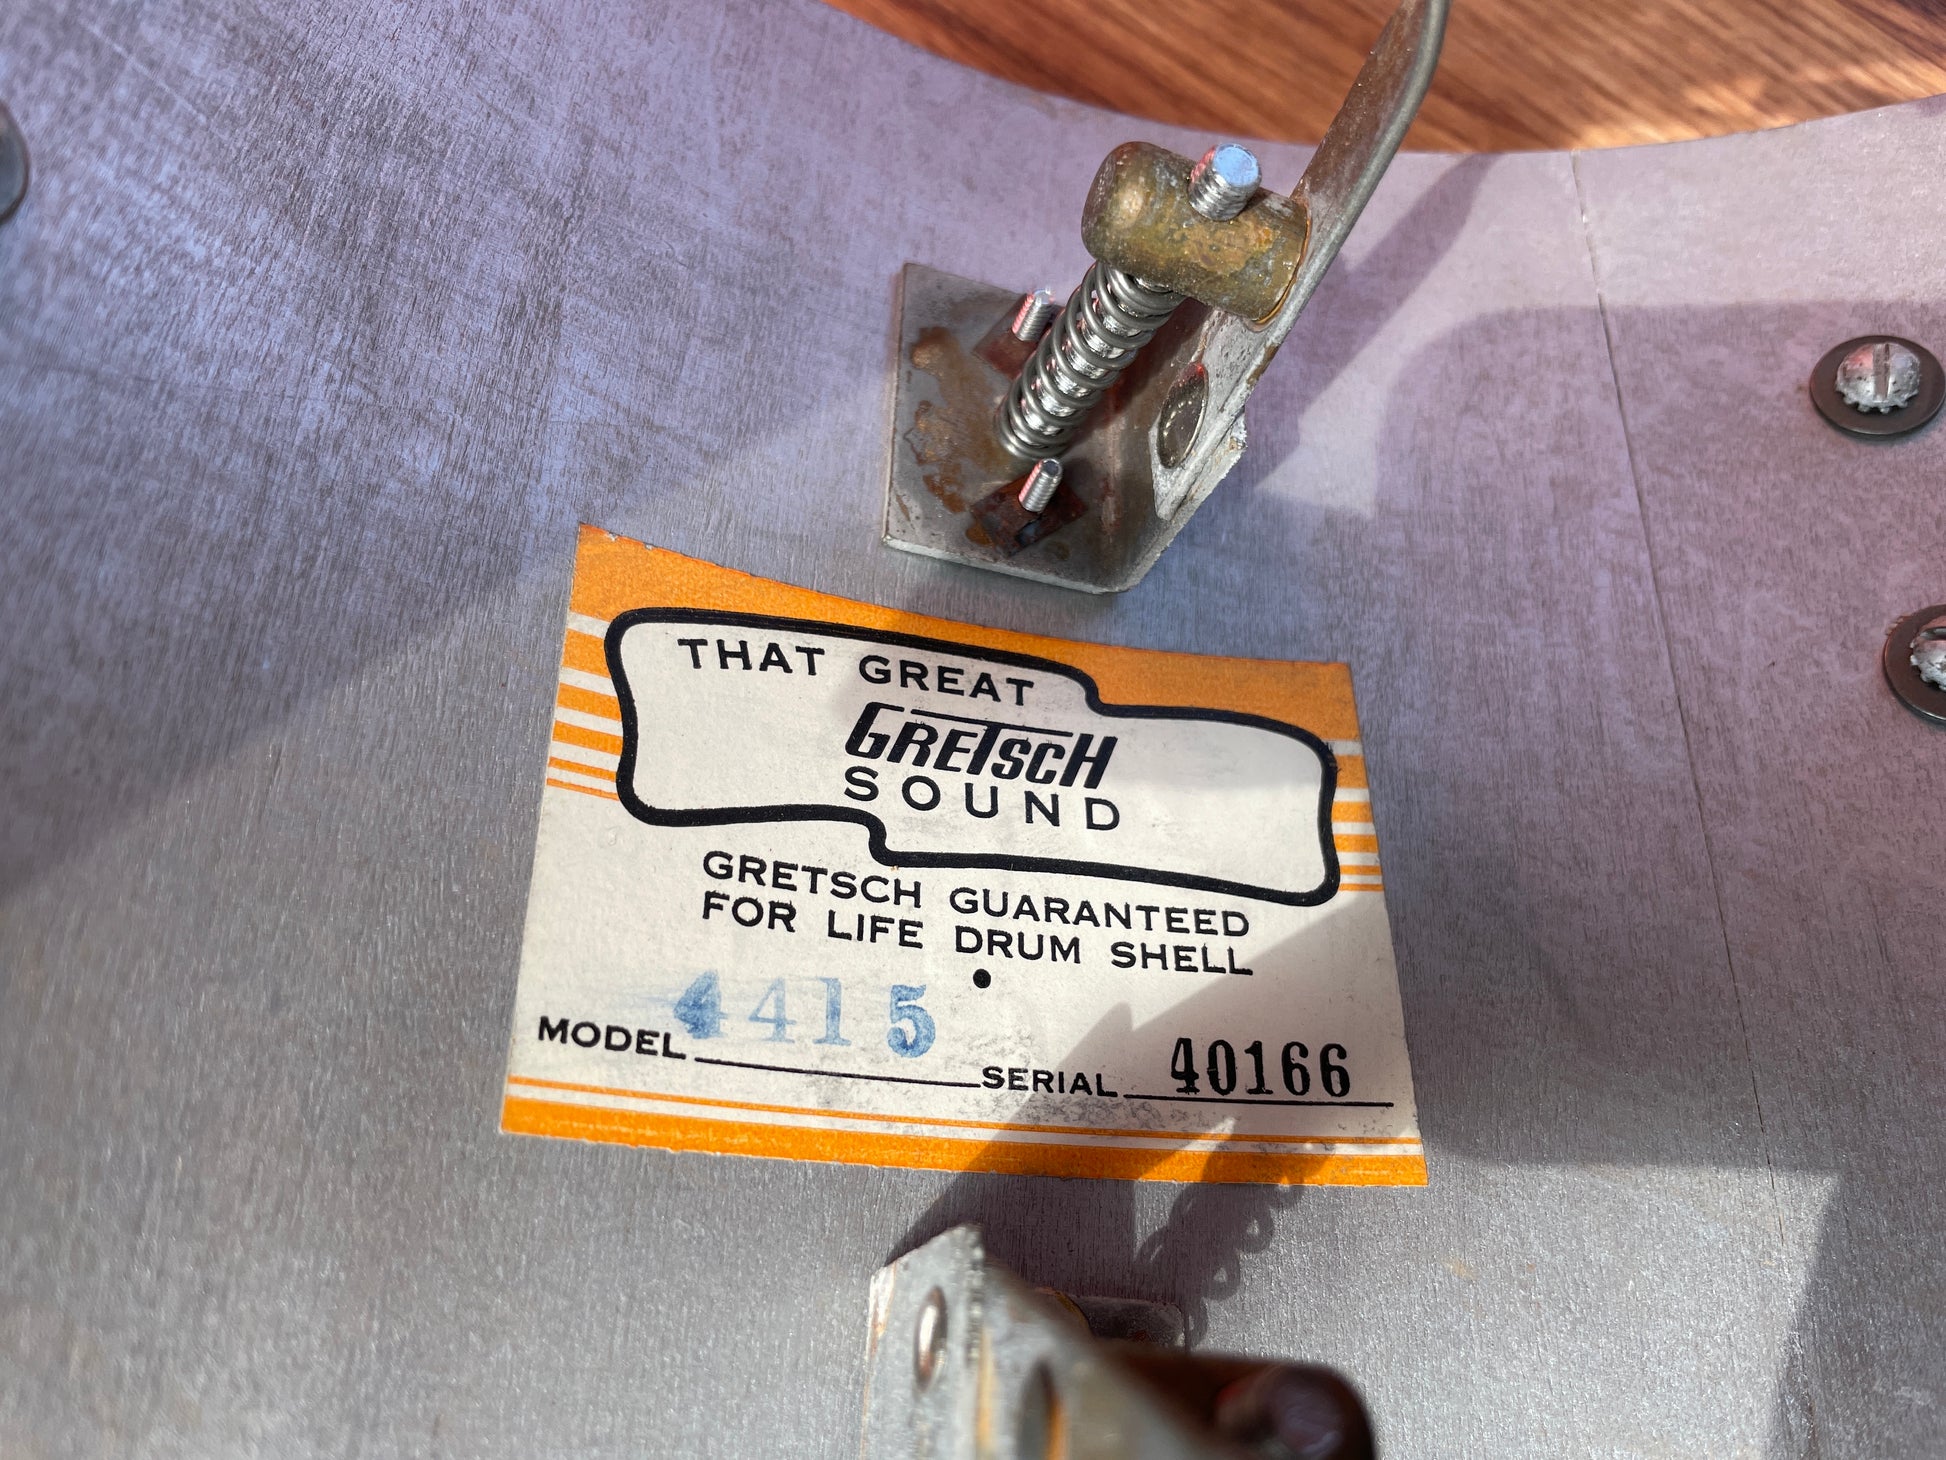 THAT GREAT
GRETSCH
SOUND
GRETSCH GUARANTEED
FOR LIFE DRUM SHELL
MODEL 4415 SERIAL 40166